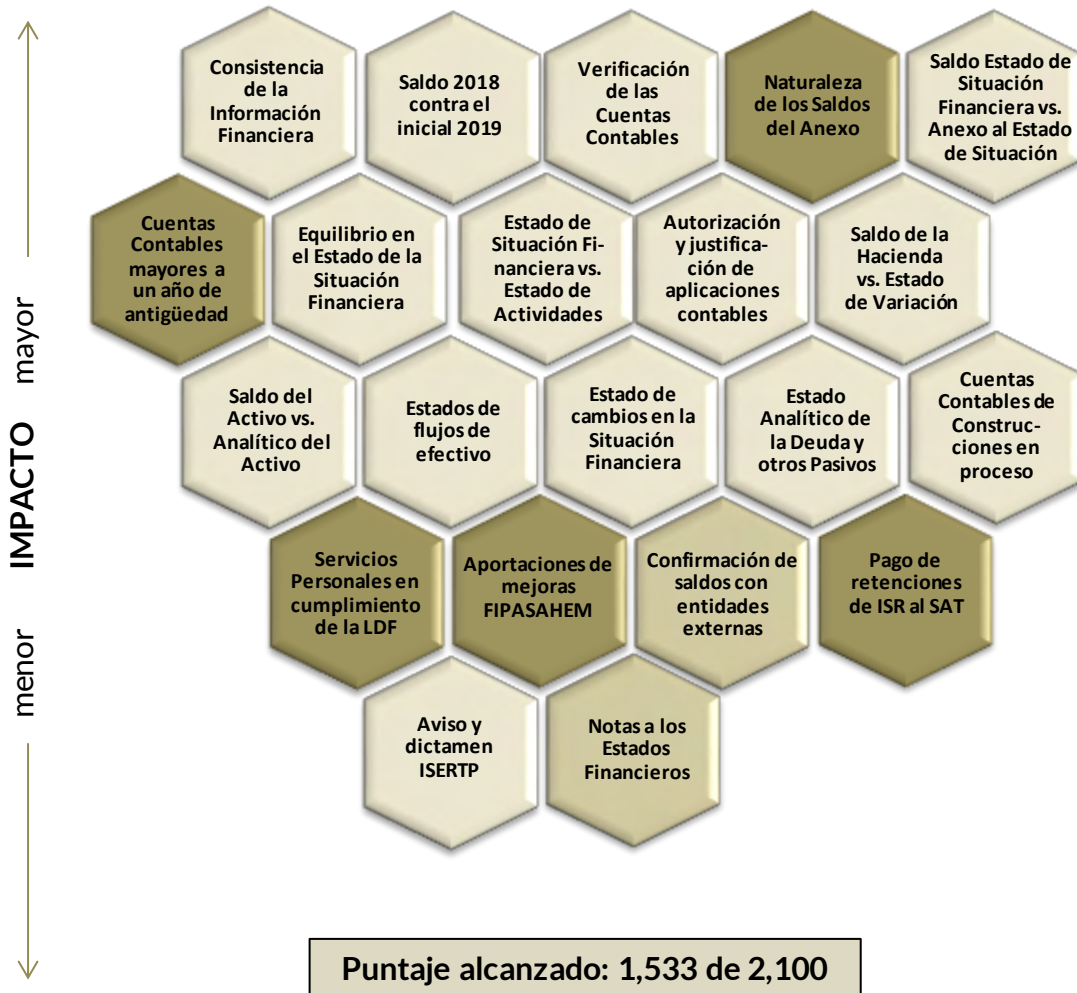 Consistencia
de la
Información
Financiera
Saldo 2018
contra el
inicial 2019
Verificación
de las
Cuentas
Contables
Naturaleza
de los Saldos
del Anexo
Saldo Estado de
Situación
Financiera vs.
Anexo al Estado
de Situación
Cuentas
Contables
mayores a
un año de
antigüedad
Equilibrio en
el Estado de la
Situación
Financiera
Estado de
Situación Fi-
nanciera vs.
Estado de
Actividades
Autorización
y justifica-
ción de
aplicaciones
contables
Saldo de la
Hacienda
vs. Estado
de Variación
Saldo del
Activo vs.
Analítico del
Activo
Estados de
flujos de
efectivo
Estado de
cambios en la
Situación
Financiera
Estado
Analítico de
la Deuda y
otros Pasivos
Cuentas
Contables de
Construc-
ciones en
proceso
Servicios
Personales en
cumplimiento
de la LDF
Aportaciones de
mejoras
FIPASAHEM
Confirmación de
saldos con
entidades
externas
Pago de
retenciones
de ISR al SAT
Aviso y
dictamen
ISERTP
Notas a los
Estados
Financieros
menor IMPACTO mayor
Puntaje alcanzado: 1,533 de 2,100